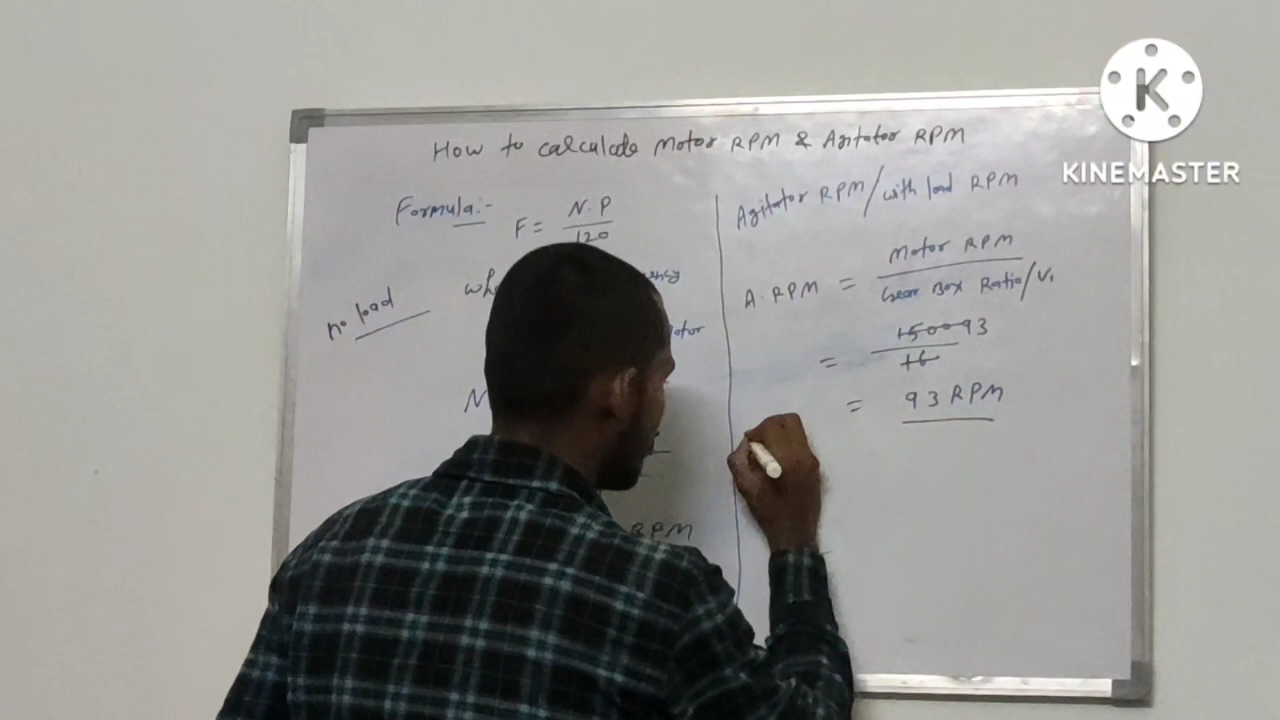 How to calculate Motor RPM & Agitator RPM
Formula:-
F = N.P
120
no load
N
RPM
Agitator RPM/with load RPM
A.RPM = Motor RPM
Gear Box Ratio/V.
= 1500 93
16
= 93 RPM
K
KINEMASTER